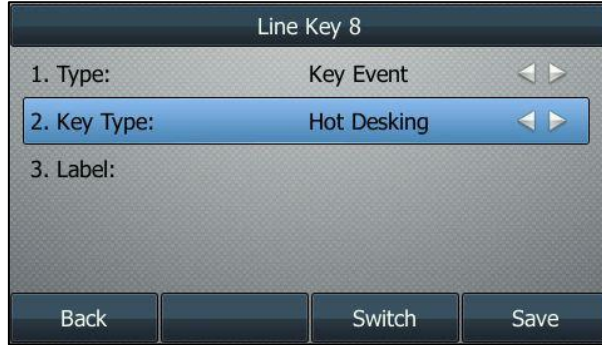 Line Key 8
1. Type: Key Event
2. Key Type: Hot Desking
3. Label:
Back Switch Save